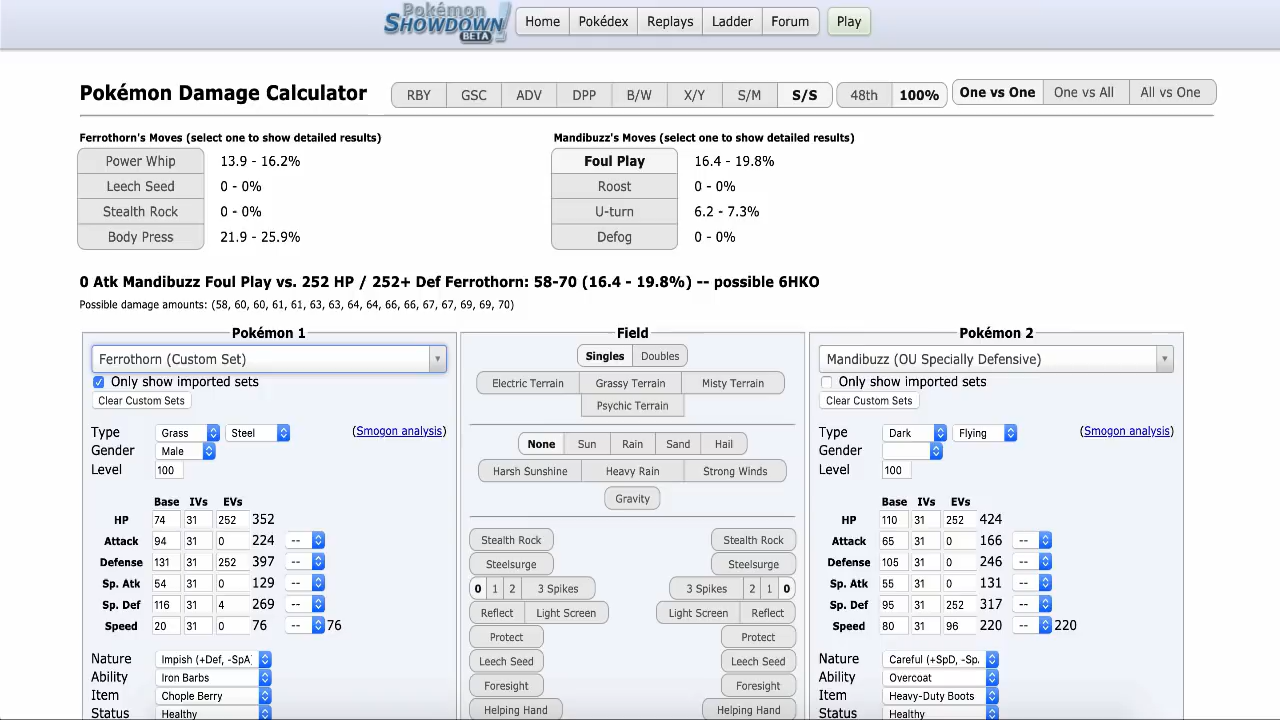 Pokémon SHOWDOWN! BETA
Home Pokédex Replays Ladder Forum Play
Pokémon Damage Calculator RBY GSC ADV DPP B/W X/Y S/M S/S 48th 100% One vs One One vs All All vs One
Ferrothorn's Moves (select one to show detailed results) Mandibuzz's Moves (select one to show detailed results)
Power Whip 13.9 - 16.2% Foul Play 16.4 - 19.8%
Leech Seed 0 - 0% Roost 0 - 0%
Stealth Rock 0 - 0% U-turn 6.2 - 7.3%
Body Press 21.9 - 25.9% Defog 0 - 0%
0 Atk Mandibuzz Foul Play vs. 252 HP / 252+ Def Ferrothorn: 58-70 (16.4 - 19.8%) -- possible 6HKO
Possible damage amounts: (58, 60, 60, 61, 61, 63, 63, 64, 64, 66, 66, 67, 67, 69, 69, 70)
Pokémon 1
Ferrothorn (Custom Set)
Only show imported sets
Clear Custom Sets
Type Grass Steel (Smogon analysis)
Gender Male
Level 100
Base IVs EVs
HP 74 31 252 352
Attack 94 31 0 224 --
Defense 131 31 252 397 --
Sp. Atk 54 31 0 129 --
Sp. Def 116 31 4 269 --
Speed 20 31 0 76 -- 76
Nature Impish (+Def, -SpA)
Ability Iron Barbs
Item Chople Berry
Status Healthy
Field
Singles Doubles
Electric Terrain Grassy Terrain Misty Terrain
Psychic Terrain
None Sun Rain Sand Hail
Harsh Sunshine Heavy Rain Strong Winds
Gravity
Stealth Rock Stealth Rock
Steelsurge Steelsurge
0 1 2 3 Spikes 3 Spikes 2 1 0
Reflect Light Screen Light Screen Reflect
Protect Protect
Leech Seed Leech Seed
Foresight Foresight
Helping Hand Helping Hand
Pokémon 2
Mandibuzz (OU Specially Defensive)
Only show imported sets
Clear Custom Sets
Type Dark Flying (Smogon analysis)
Gender
Level 100
Base IVs EVs
HP 110 31 252 424
Attack 65 31 0 166 --
Defense 105 31 0 246 --
Sp. Atk 55 31 0 131 --
Sp. Def 95 31 252 317 --
Speed 80 31 96 220 -- 220
Nature Careful (+SpD, -Sp.
Ability Overcoat
Item Heavy-Duty Boots
Status Healthy